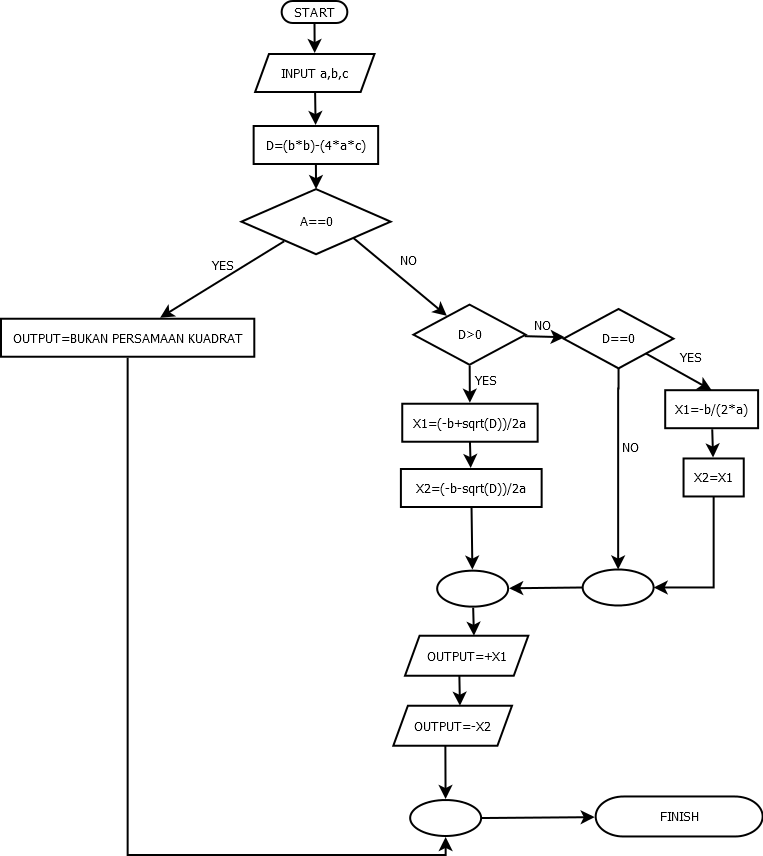 START
INPUT a,b,c
D=(b*b)-(4*a*c)
A==0
YES
NO
OUTPUT=BUKAN PERSAMAAN KUADRAT
D>0
NO
D==0
YES
YES
X1=(-b+sqrt(D))/2a
X1=-b/(2*a)
NO
X2=(-b-sqrt(D))/2a
X2=X1
OUTPUT=+X1
OUTPUT=-X2
FINISH